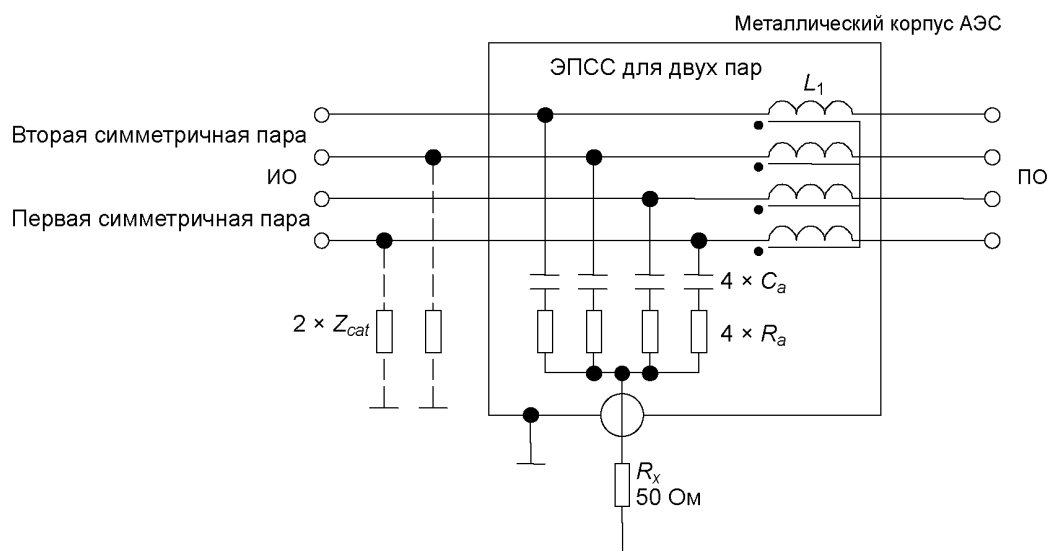 Металлический корпус АЭС
ЭПСС для двух пар
L1
Вторая симметричная пара
ИО
ПО
Первая симметричная пара
4 × Ca
2 × Zcat
4 × Ra
Rx
50 Ом